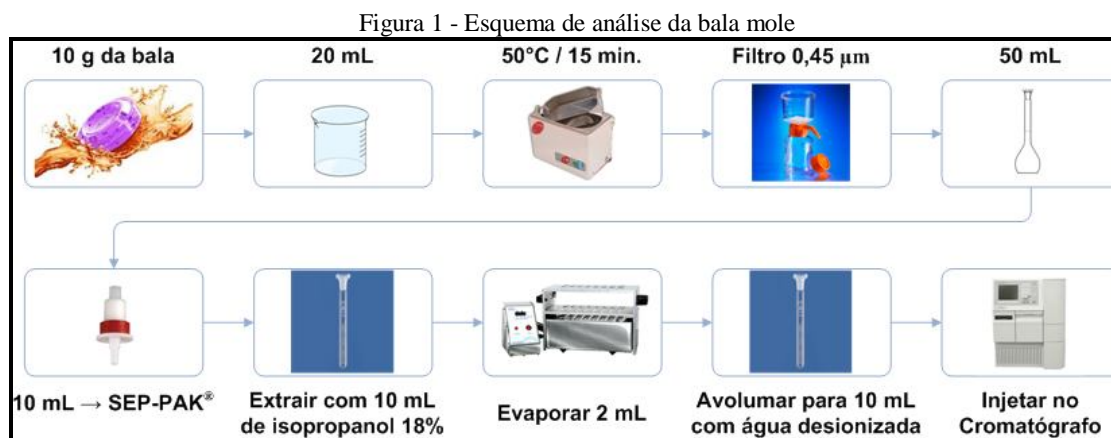 Figura 1 - Esquema de análise da bala mole
10 g da bala
20 mL
50°C / 15 min.
Filtro 0,45 µm
50 mL
10 mL → SEP-PAK®
Extrair com 10 mL
de isopropanol 18%
Evaporar 2 mL
Avolumar para 10 mL
com água desionizada
Injetar no
Cromatógrafo